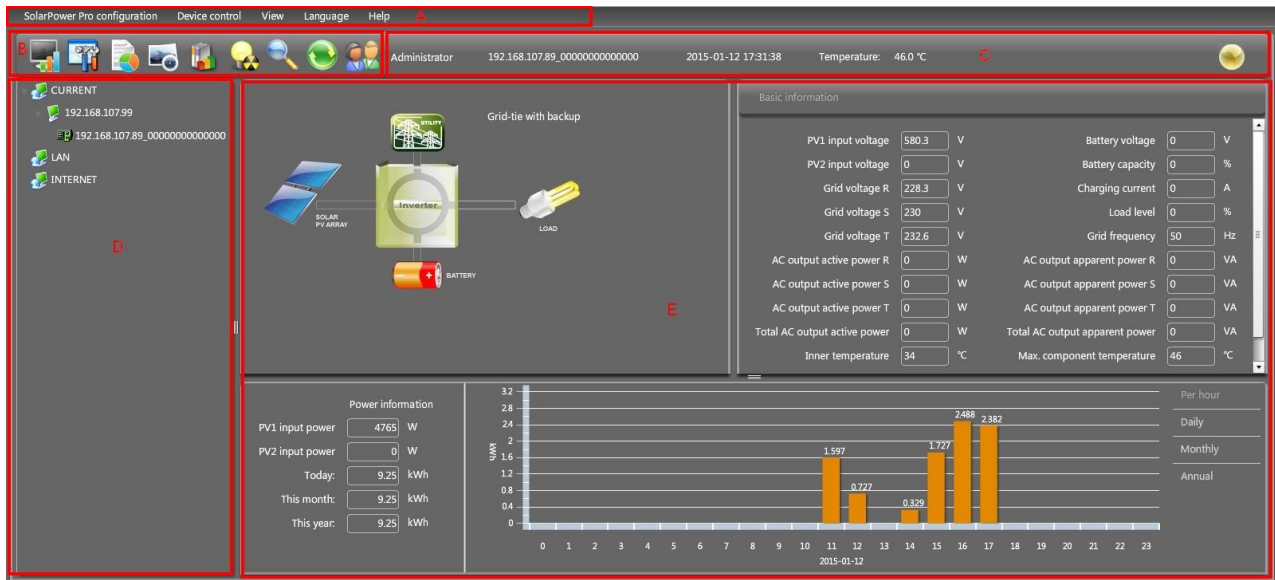 SolarPower Pro configuration Device control View Language Help A
B
Administrator 192.168.107.89_00000000000000 2015-01-12 17:31:38 Temperature: 46.0 ℃ C
CURRENT
192.168.107.99
192.168.107.89_00000000000000
LAN
INTERNET
D
Grid-tie with backup
UTILITY
Inverter
SOLAR
PV ARRAY
LOAD
BATTERY
E
Basic information
PV1 input voltage 580.3 V Battery voltage 0 V
PV2 input voltage 0 V Battery capacity 0 %
Grid voltage R 228.3 V Charging current 0 A
Grid voltage S 230 V Load level 0 %
Grid voltage T 232.6 V Grid frequency 50 Hz
AC output active power R 0 W AC output apparent power R 0 VA
AC output active power S 0 W AC output apparent power S 0 VA
AC output active power T 0 W AC output apparent power T 0 VA
Total AC output active power 0 W Total AC output apparent power 0 VA
Inner temperature 34 ℃ Max. component temperature 46 ℃
Power information
PV1 input power 4765 W
PV2 input power 0 W
Today: 9.25 kWh
This month: 9.25 kWh
This year: 9.25 kWh
kWh
3.2
2.8
2.4
2
1.6
1.2
0.8
0.4
0
1.597 0.727 0.329 1.727 2.488 2.382
0 1 2 3 4 5 6 7 8 9 10 11 12 13 14 15 16 17 18 19 20 21 22 23
2015-01-12
Per hour
Daily
Monthly
Annual